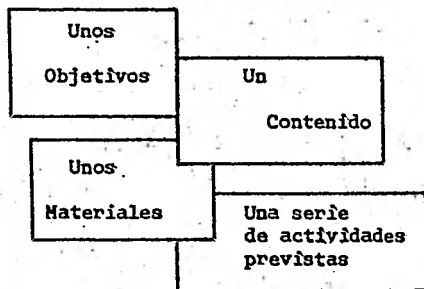 Unos
Objetivos
Un
Contenido
Unos
Materiales
Una serie
de actividades
previstas